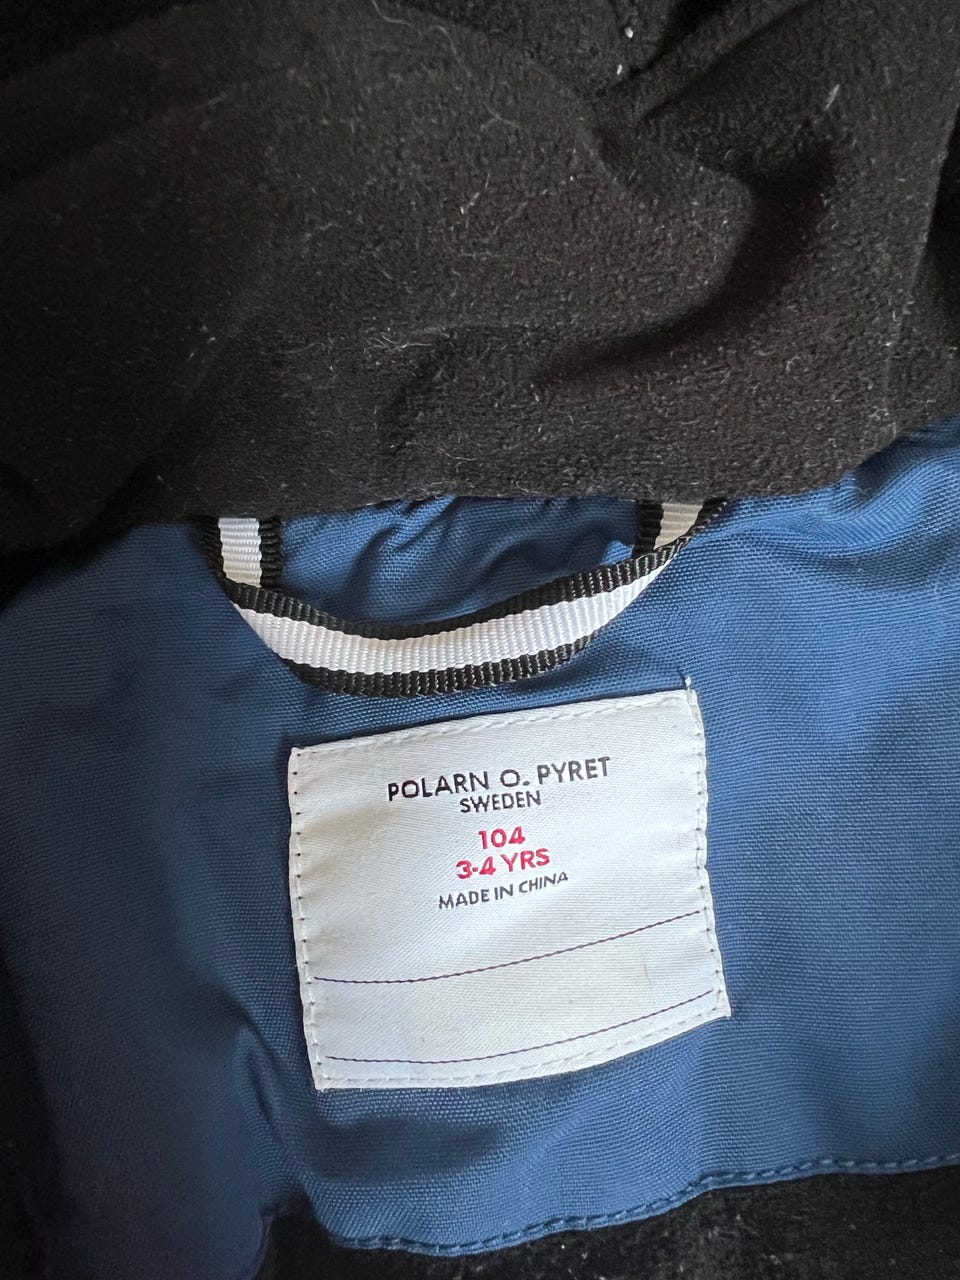 POLARN O. PYRET
SWEDEN
104
3-4 YRS
MADE IN CHINA